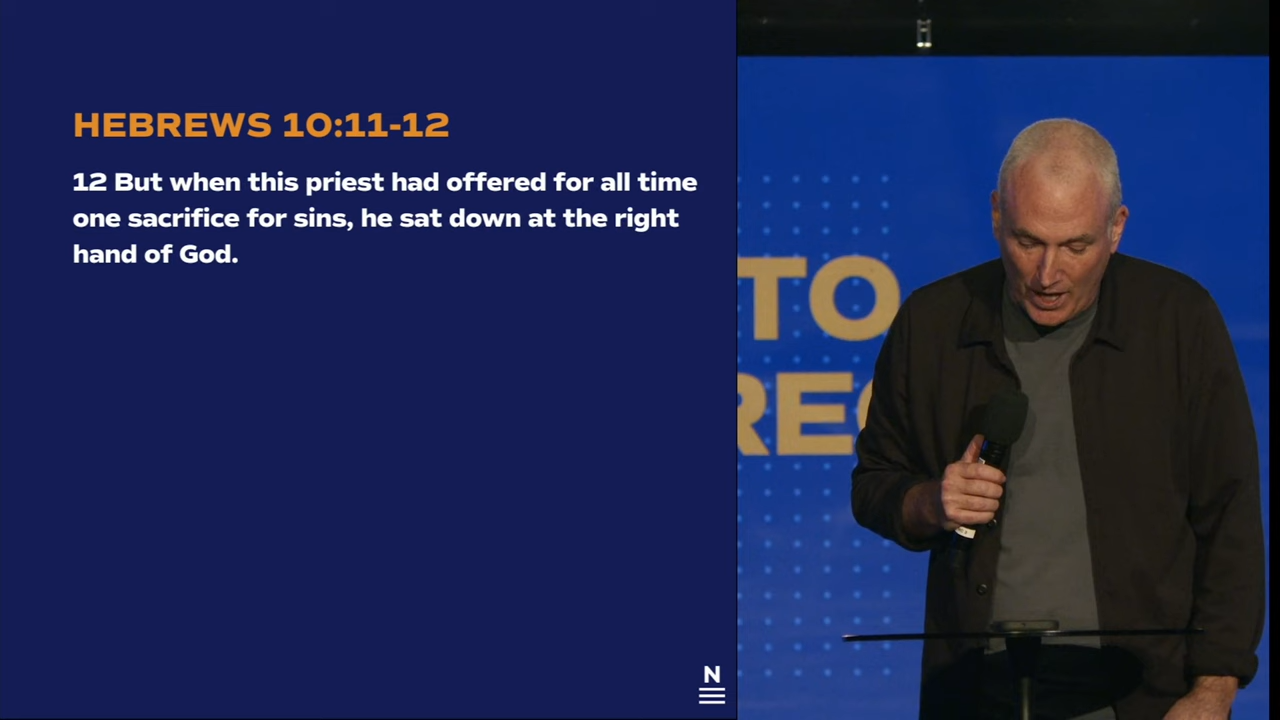 HEBREWS 10:11-12
12 But when this priest had offered for all time
one sacrifice for sins, he sat down at the right
hand of God.
N
TO